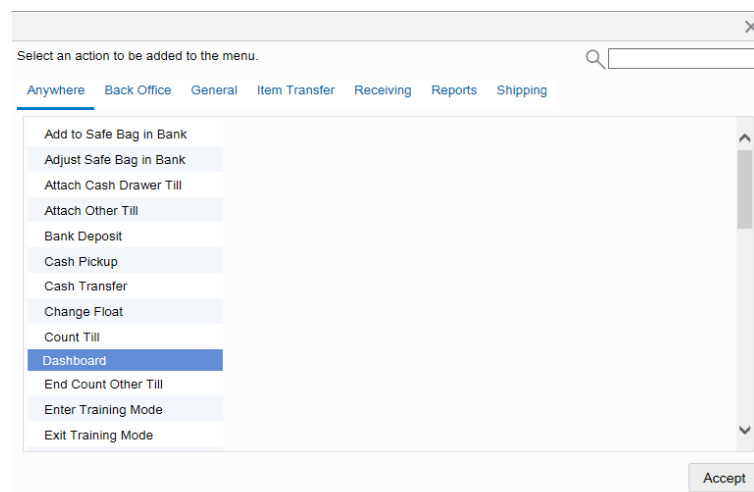 Select an action to be added to the menu.
Anywhere Back Office General Item Transfer Receiving Reports Shipping
Add to Safe Bag in Bank
Adjust Safe Bag in Bank
Attach Cash Drawer Till
Attach Other Till
Bank Deposit
Cash Pickup
Cash Transfer
Change Float
Count Till
Dashboard
End Count Other Till
Enter Training Mode
Exit Training Mode
Accept